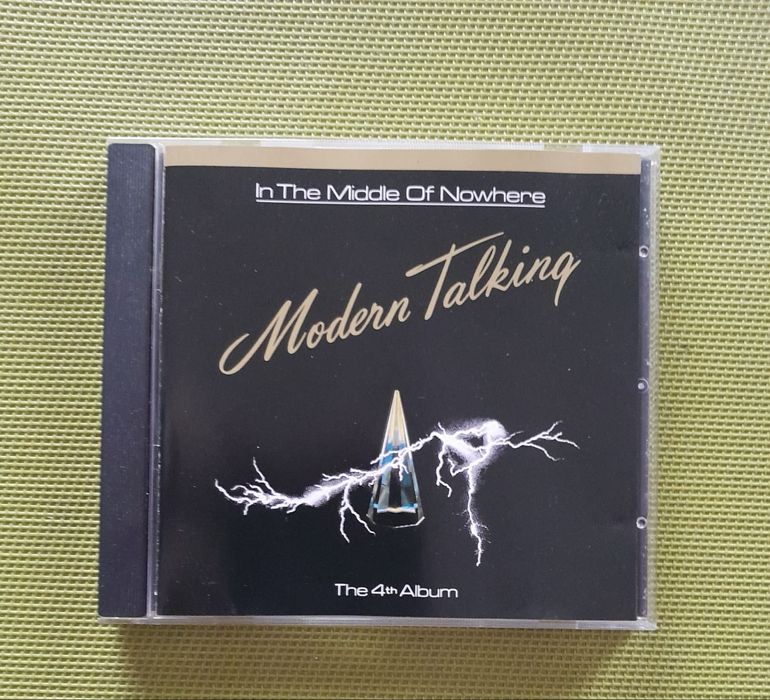 In The Middle Of Nowhere
Modern Talking
The 4th Album